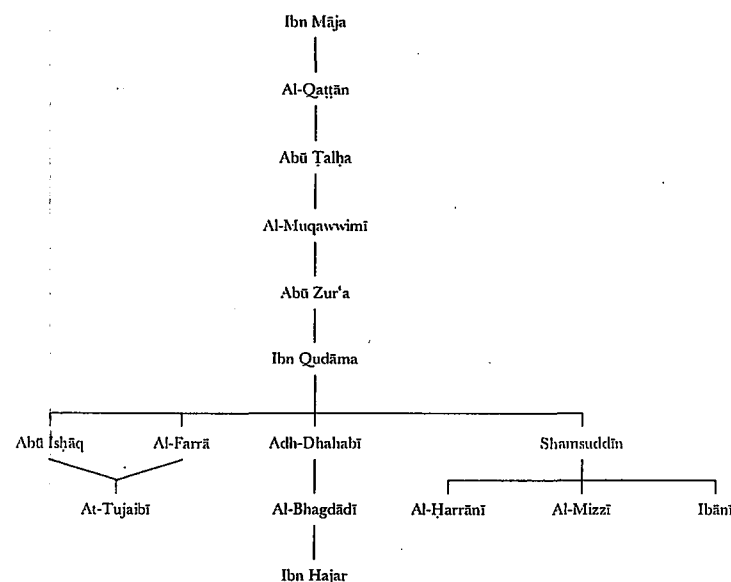 Ibn Māja
Al-Qaṭṭān
Abū Ṭalḥa
Al-Muqawwimī
Abū Zur‘a
Ibn Qudāma
Abū Isḥāq Al-Farrā Adh-Dhahabī Shamsuddīn
At-Tujaibī Al-Bhagdādī Al-Ḥarrānī Al-Mizzī Ibānī
Ibn Hajar